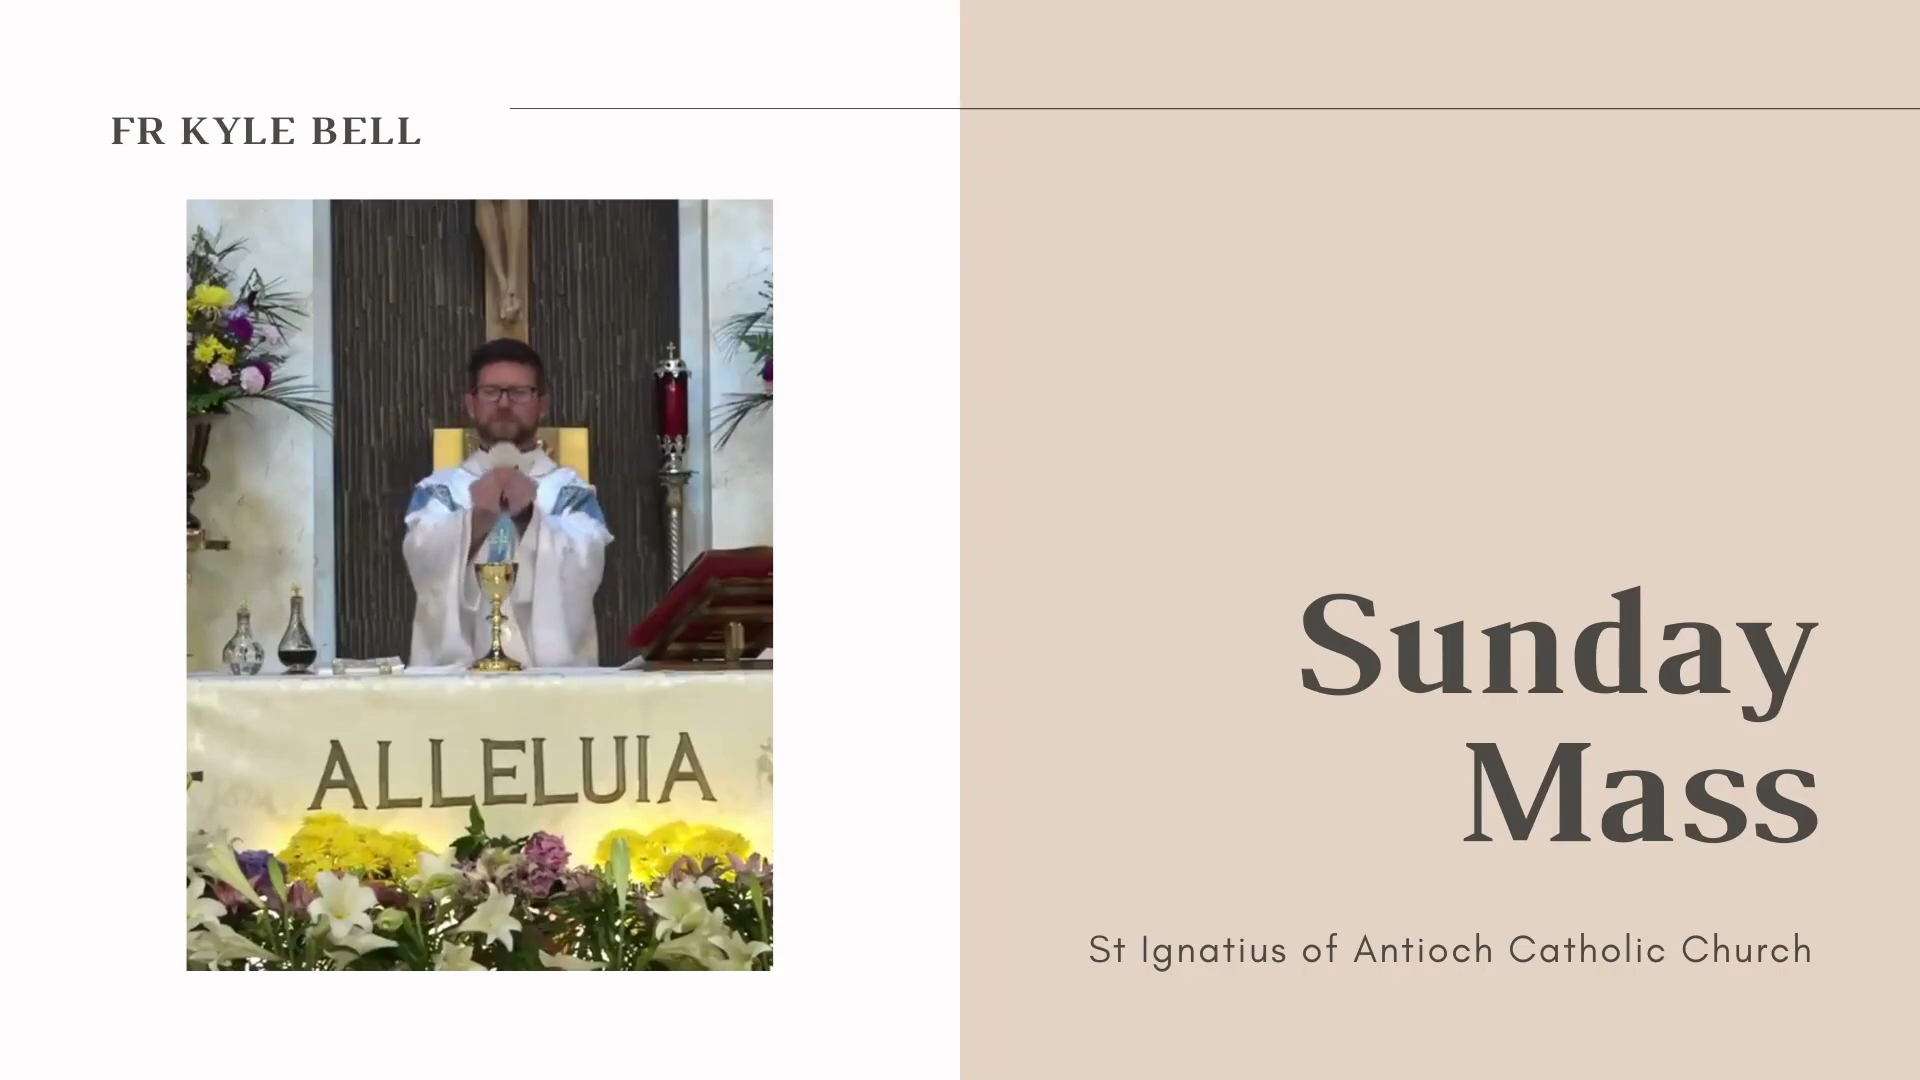 FR KYLE BELL
ALLELUIA
Sunday
Mass
St Ignatius of Antioch Catholic Church